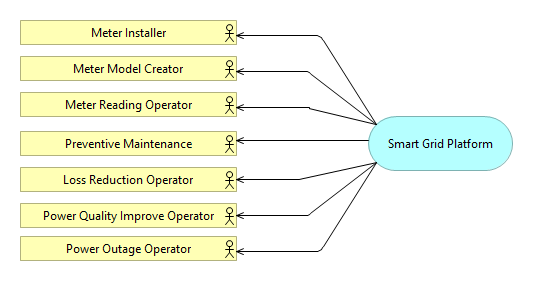 Meter Installer
Meter Model Creator
Meter Reading Operator
Preventive Maintenance
Smart Grid Platform
Loss Reduction Operator
Power Quality Improve Operator
Power Outage Operator